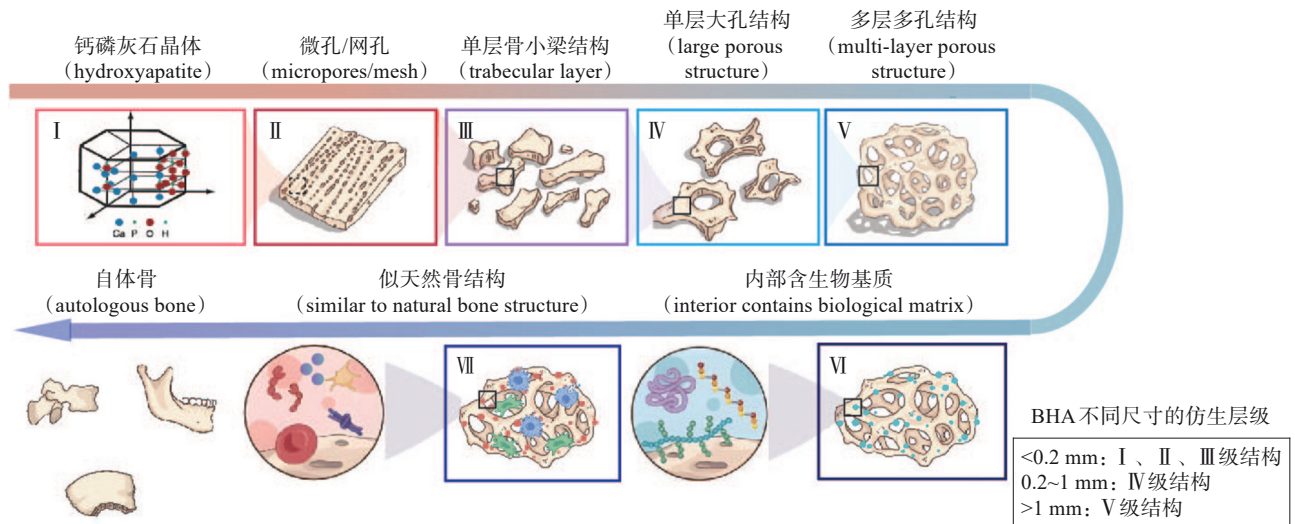 钙磷灰石晶体
（hydroxyapatite）
微孔/网孔
（micropores/mesh）
单层骨小梁结构
（trabecular layer）
单层大孔结构
（large porous
structure）
多层多孔结构
（multi-layer porous
structure）
Ⅰ
Ca P O H
Ⅱ
Ⅲ
Ⅳ
Ⅴ
自体骨
（autologous bone）
似天然骨结构
（similar to natural bone structure）
内部含生物基质
（interior contains biological matrix）
Ⅶ
Ⅵ
BHA不同尺寸的仿生层级
<0.2 mm：Ⅰ、Ⅱ、Ⅲ级结构
0.2~1 mm：Ⅳ级结构
>1 mm：Ⅴ级结构